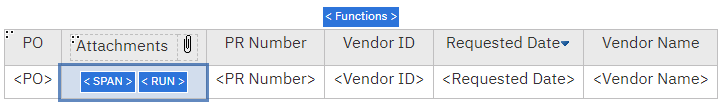 < Functions >
PO Attachments PR Number Vendor ID Requested Date Vendor Name
<PO> < SPAN > < RUN > <PR Number> <Vendor ID> <Requested Date> <Vendor Name>